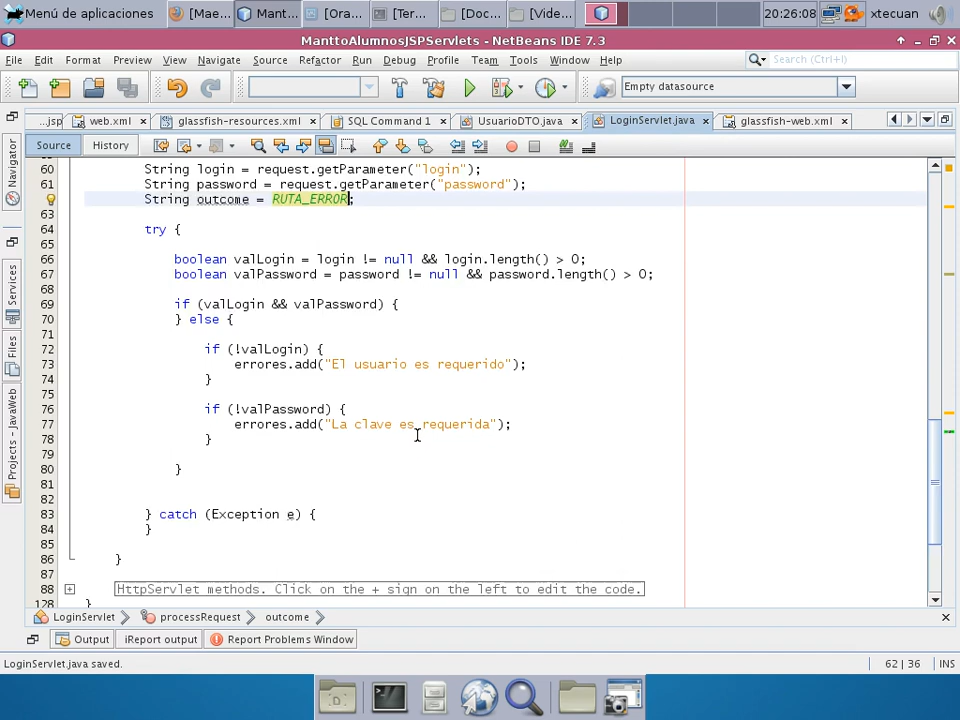 Menú de aplicaciones [Mae... Mant... [Ora... [Ter... [Doc... [Vide... 20:26:08 xtecuan
ManttoAlumnosJSPServlets - NetBeans IDE 7.3
File Edit Format Preview View Navigate Source Refactor Run Debug Profile Team Tools Window Help Search (Ctrl+I)
Empty datasource
...jsp web.xml glassfish-resources.xml SQL Command 1 UsuarioDTO.java LoginServlet.java glassfish-web.xml
Source History
Navigator
Services
Files
Projects - JavaWeb
60 String login = request.getParameter("login");
61 String password = request.getParameter("password");
String outcome = RUTA_ERROR;
63
64 try {
65
66 boolean valLogin = login != null && login.length() > 0;
67 boolean valPassword = password != null && password.length() > 0;
68
69 if (valLogin && valPassword) {
70 } else {
71
72 if (!valLogin) {
73 errores.add("El usuario es requerido");
74 }
75
76 if (!valPassword) {
77 errores.add("La clave es requerida");
78 }
79
80 }
81
82
83 } catch (Exception e) {
84 }
85
86 }
87
88 HttpServlet methods. Click on the + sign on the left to edit the code.
128 }
LoginServlet processRequest outcome
Output iReport output Report Problems Window
LoginServlet.java saved. 62 | 36 INS